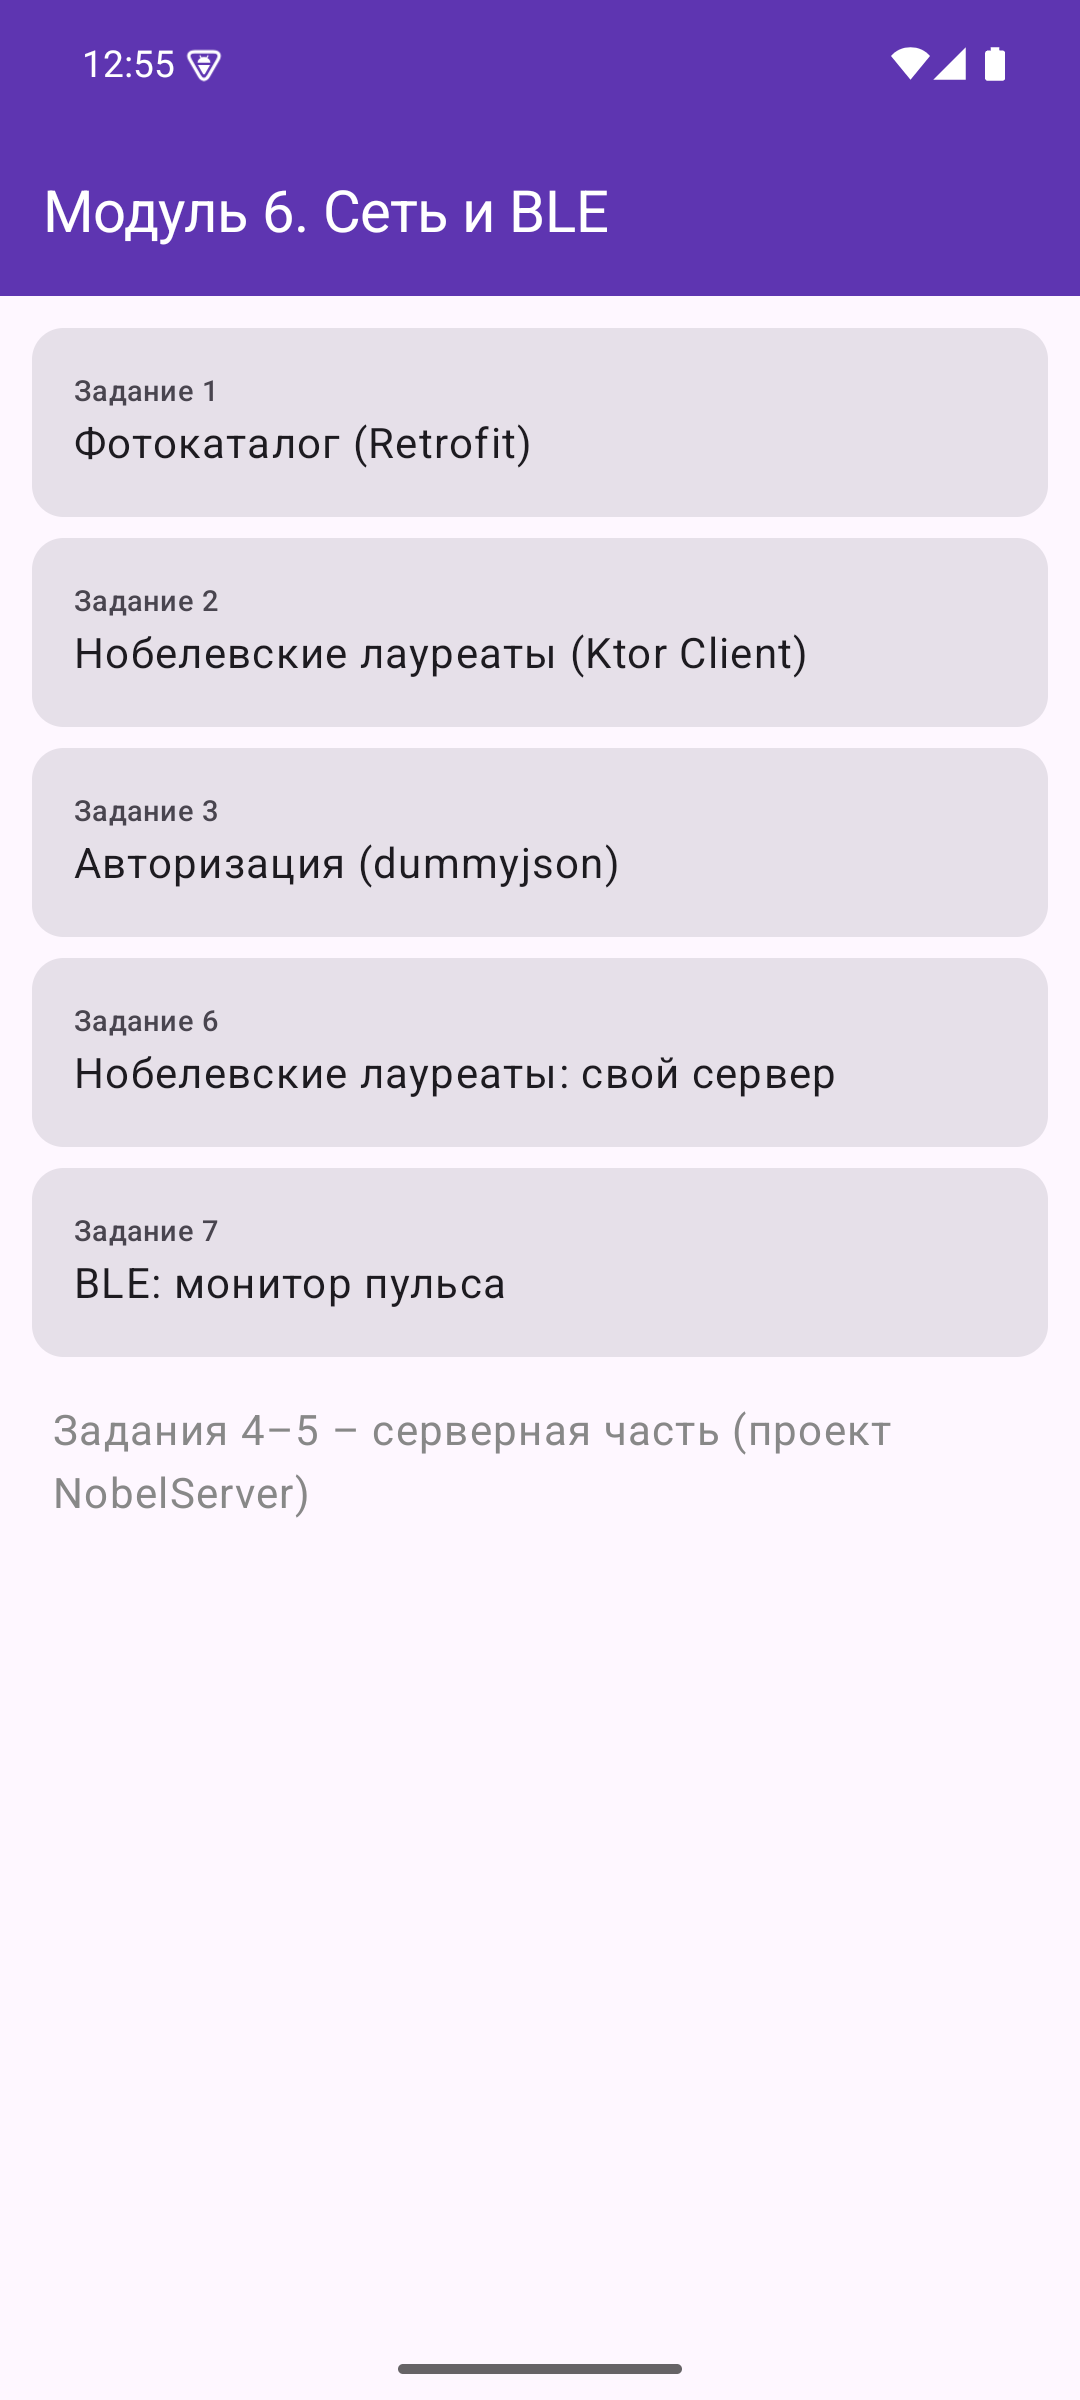 12:55
Модуль 6. Сеть и BLE
Задание 1
Фотокаталог (Retrofit)
Задание 2
Нобелевские лауреаты (Ktor Client)
Задание 3
Авторизация (dummyjson)
Задание 6
Нобелевские лауреаты: свой сервер
Задание 7
BLE: монитор пульса
Задания 4–5 – серверная часть (проект
NobelServer)